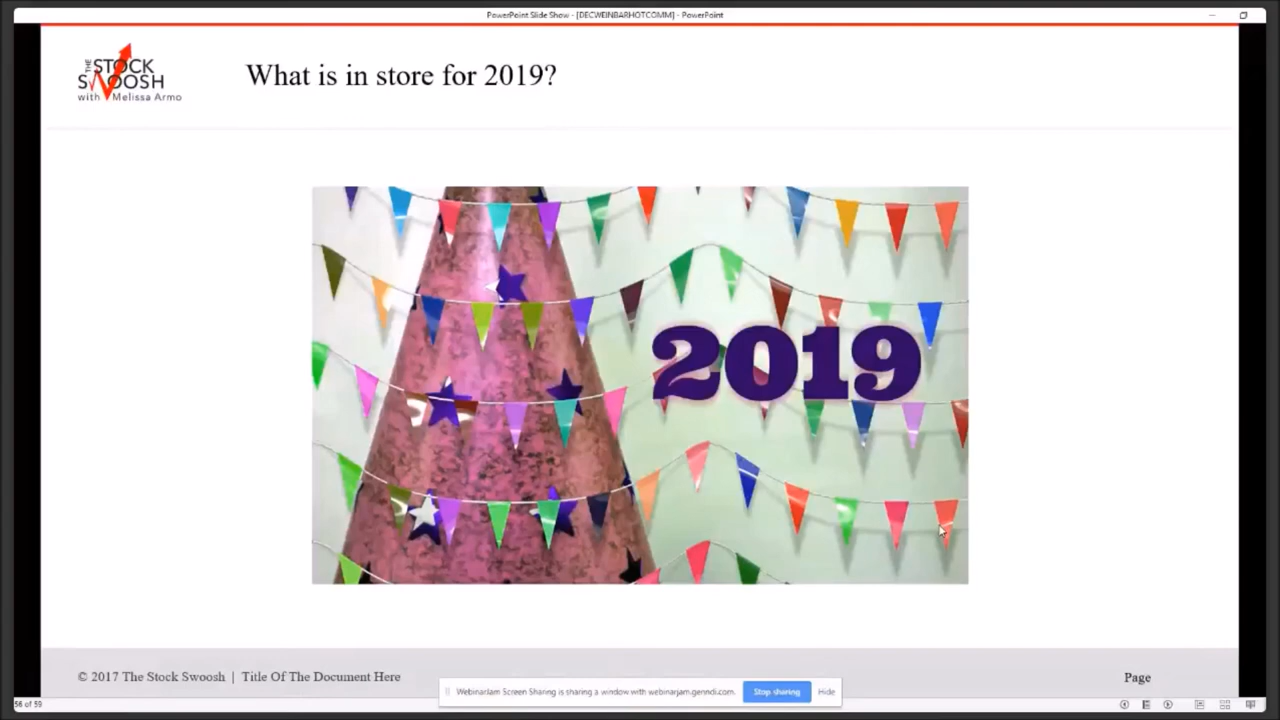 PowerPoint Slide Show - [DECWEINBARHOTCOMM] - PowerPoint
THE STOCK
SWOOSH
with Melissa Armo
What is in store for 2019?
2019
© 2017 The Stock Swoosh | Title Of The Document Here
Page
WebinarJam Screen Sharing is sharing a window with webinarjam.genndi.com.
Stop sharing
Hide
56 of 59